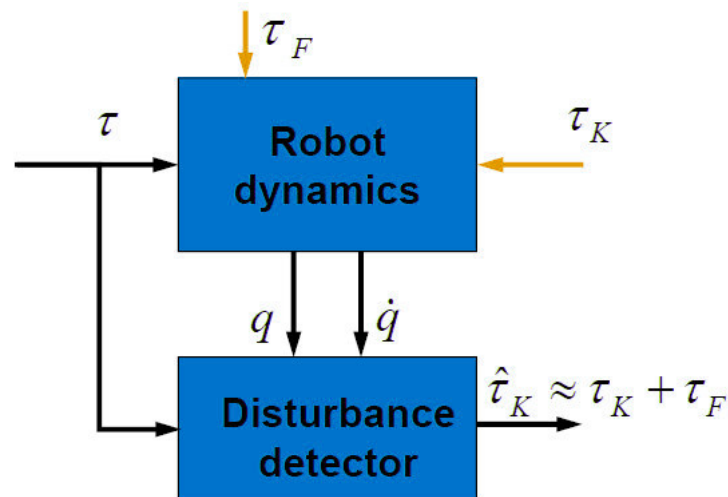 τ_F
τ
τ_K
Robot
dynamics
q
q̇
τ̂_K ≈ τ_K + τ_F
Disturbance
detector